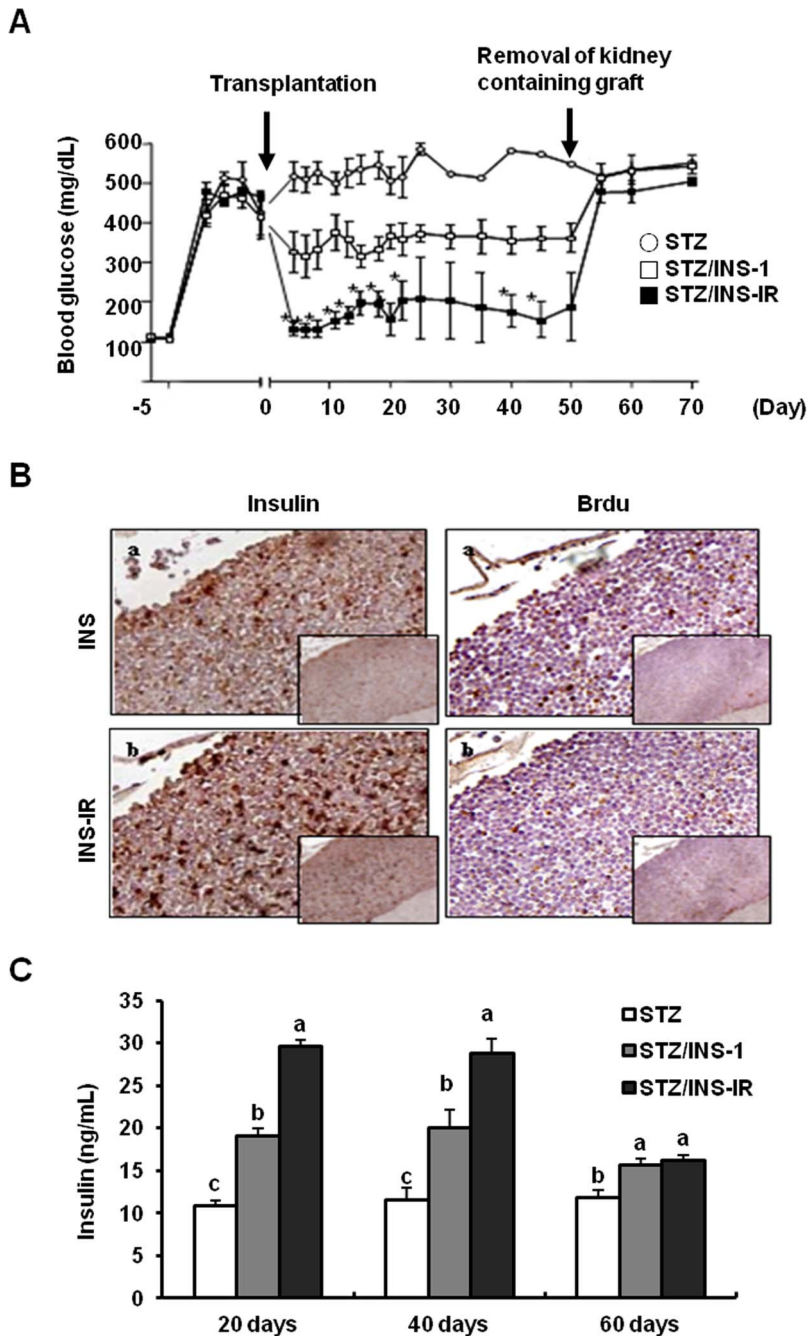 A
Removal of kidney
Transplantation
containing graft
600
500
400
300
200
100
Blood glucose (mg/dL)
STZ
STZ/INS-1
STZ/INS-IR
* * * * * * * * * *
-5 0 10 20 30 40 50 60 70 (Day)
B
Insulin Brdu
INS
a a
INS-IR
b b
C
35
30
25
20
15
10
5
0
Insulin (ng/mL)
STZ
STZ/INS-1
STZ/INS-IR
c b a
c b a
b a a
20 days 40 days 60 days